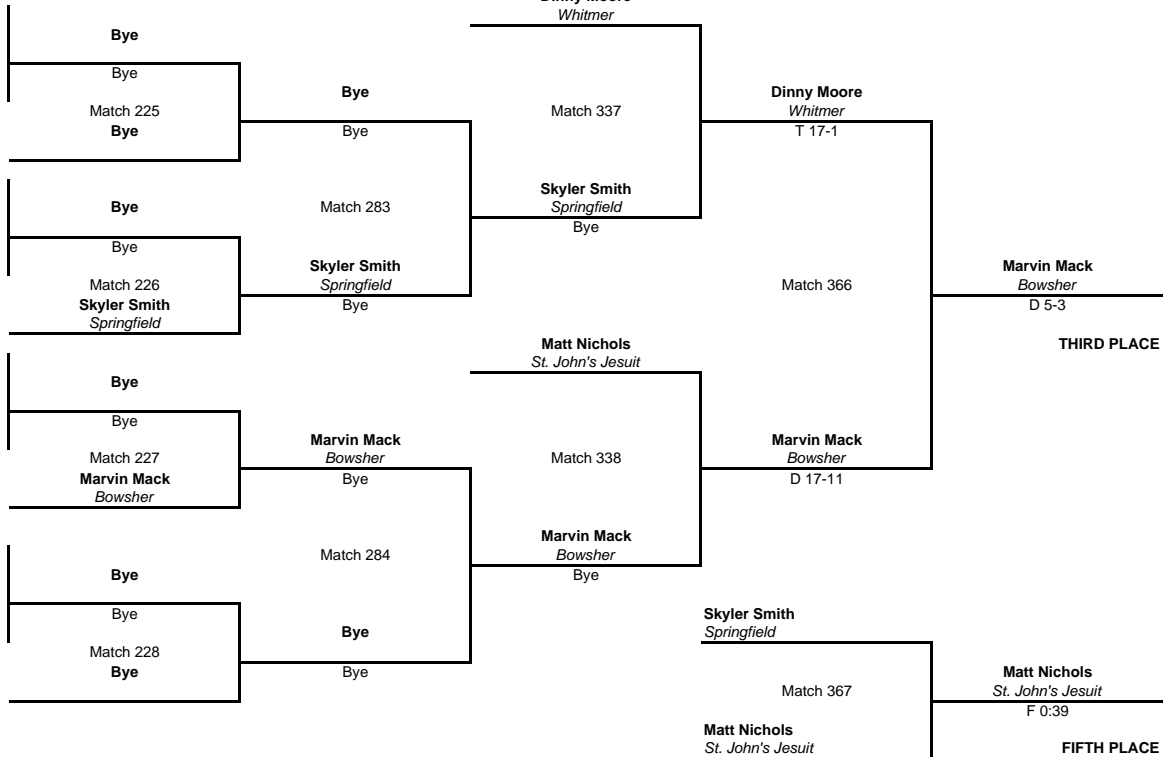 Bye
Bye
Match 225
Bye
Bye
Bye
Match 226
Skyler Smith
Springfield
Bye
Bye
Match 227
Marvin Mack
Bowsher
Bye
Bye
Match 228
Bye
Bye
Bye
Match 283
Skyler Smith
Springfield
Bye
Marvin Mack
Bowsher
Bye
Match 284
Bye
Bye
Dinny Moore
Whitmer
Match 337
Skyler Smith
Springfield
Bye
Matt Nichols
St. John's Jesuit
Match 338
Marvin Mack
Bowsher
Bye
Dinny Moore
Whitmer
T 17-1
Match 366
Marvin Mack
Bowsher
D 17-11
Marvin Mack
Bowsher
D 5-3
THIRD PLACE
Skyler Smith
Springfield
Match 367
Matt Nichols
St. John's Jesuit
Matt Nichols
St. John's Jesuit
F 0:39
FIFTH PLACE